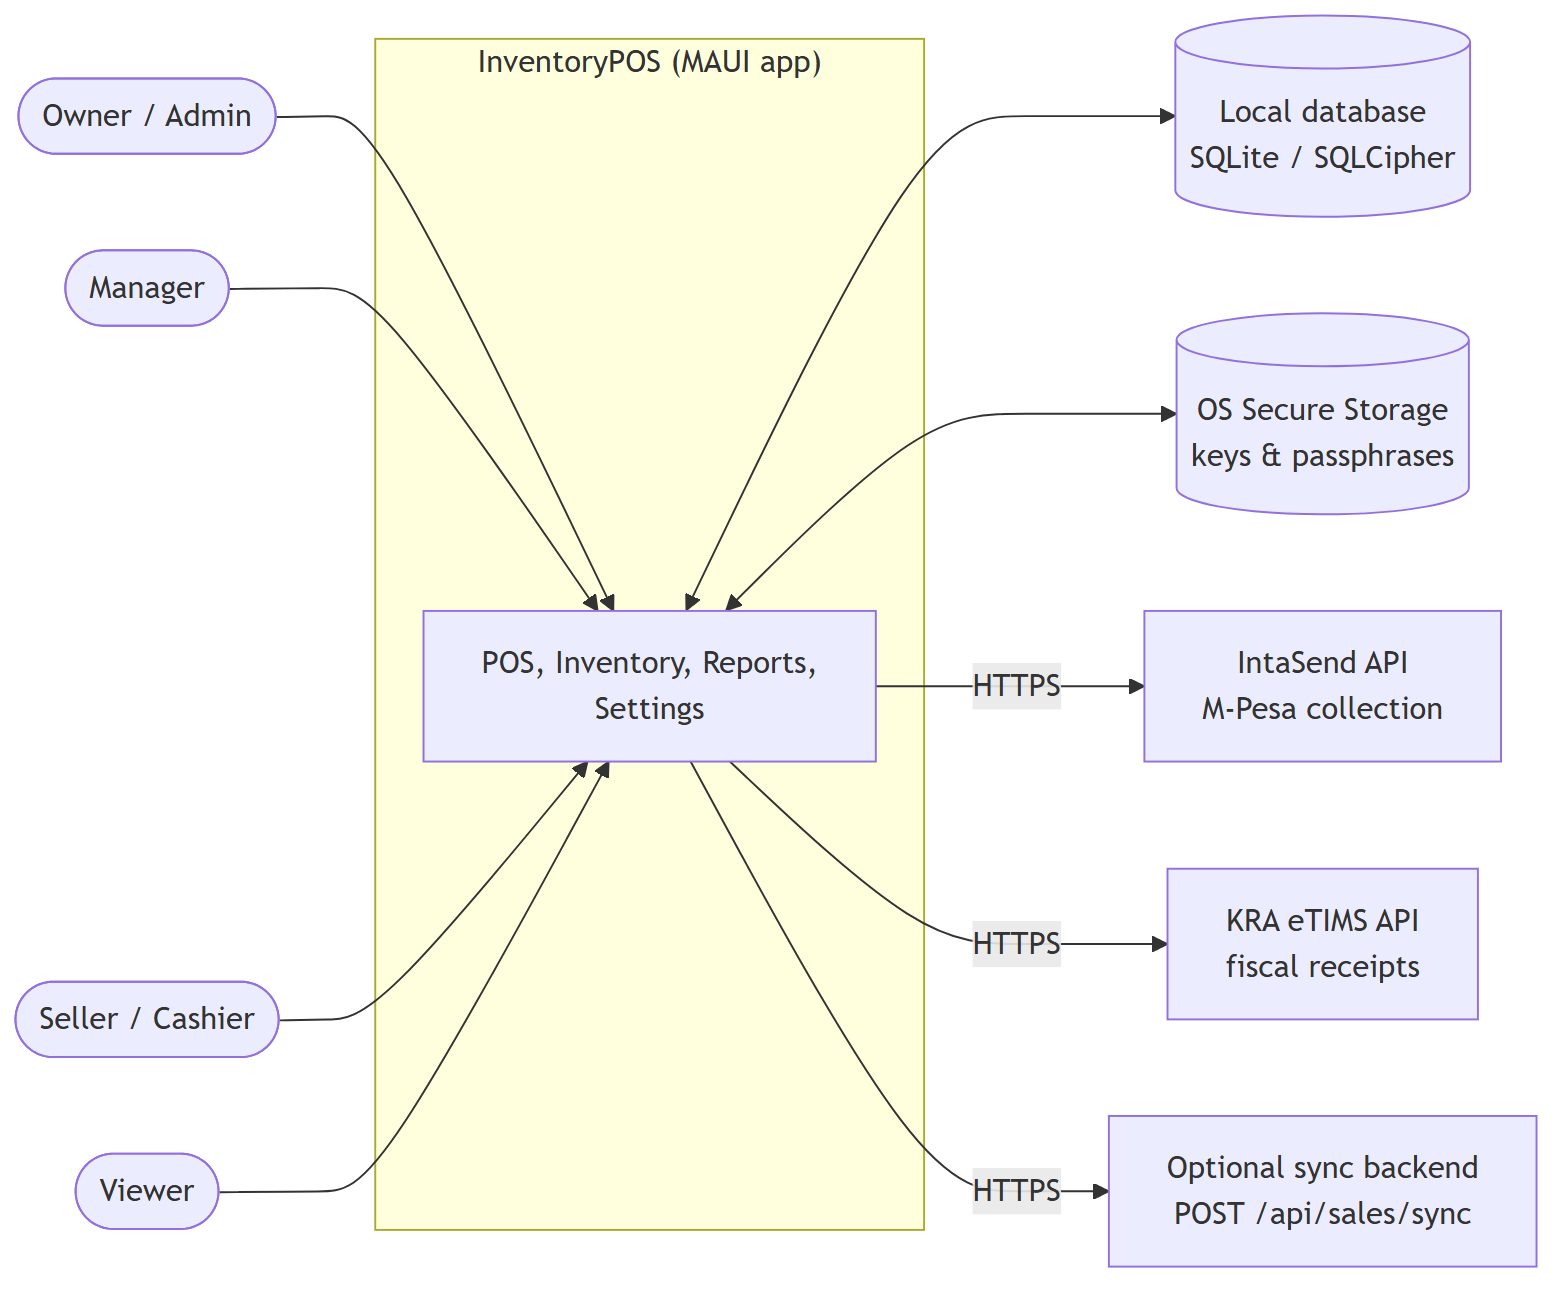 InventoryPOS (MAUI app)
Owner / Admin
Manager
Seller / Cashier
Viewer
POS, Inventory, Reports,
Settings
Local database
SQLite / SQLCipher
OS Secure Storage
keys & passphrases
HTTPS
IntaSend API
M-Pesa collection
HTTPS
KRA eTIMS API
fiscal receipts
HTTPS
Optional sync backend
POST /api/sales/sync